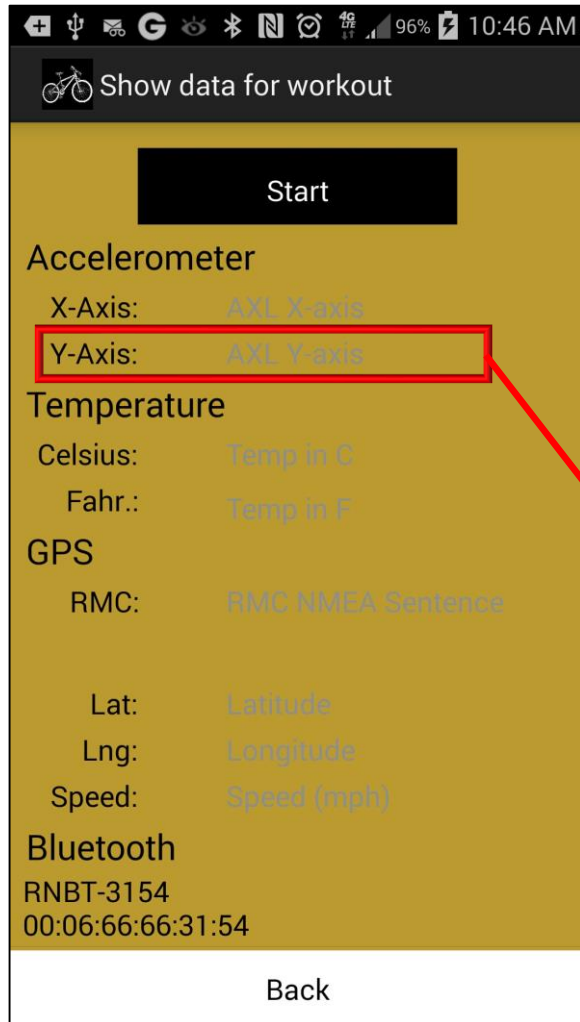 4G LTE 96% 10:46 AM
Show data for workout
Start
Accelerometer
X-Axis: AXL X-axis
Y-Axis: AXL Y-axis
Temperature
Celsius: Temp in C
Fahr.: Temp in F
GPS
RMC: RMC NMEA Sentence
Lat: Latitude
Lng: Longitude
Speed: Speed (mph)
Bluetooth
RNBT-3154
00:06:66:66:31:54
Back